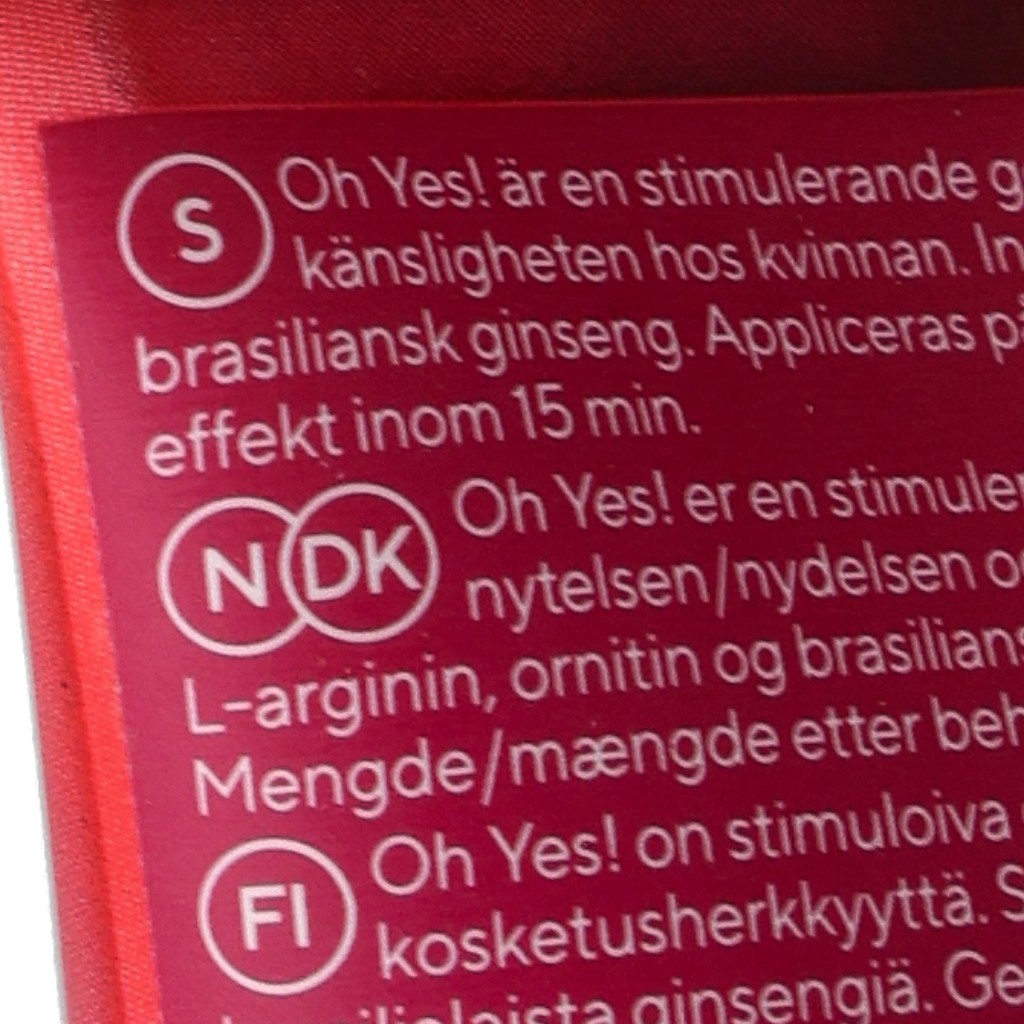 S Oh Yes! är en stimulerande
känsligheten hos kvinnan.
brasiliansk ginseng. Appliceras
effekt inom 15 min.
N DK Oh Yes! er en
nytelsen/nydelsen
L-arginin, ornitin og
Mengde/mængde etter
FI Oh Yes! on stimuloiva
kosketusherkkyyttä.
ginsengiä.